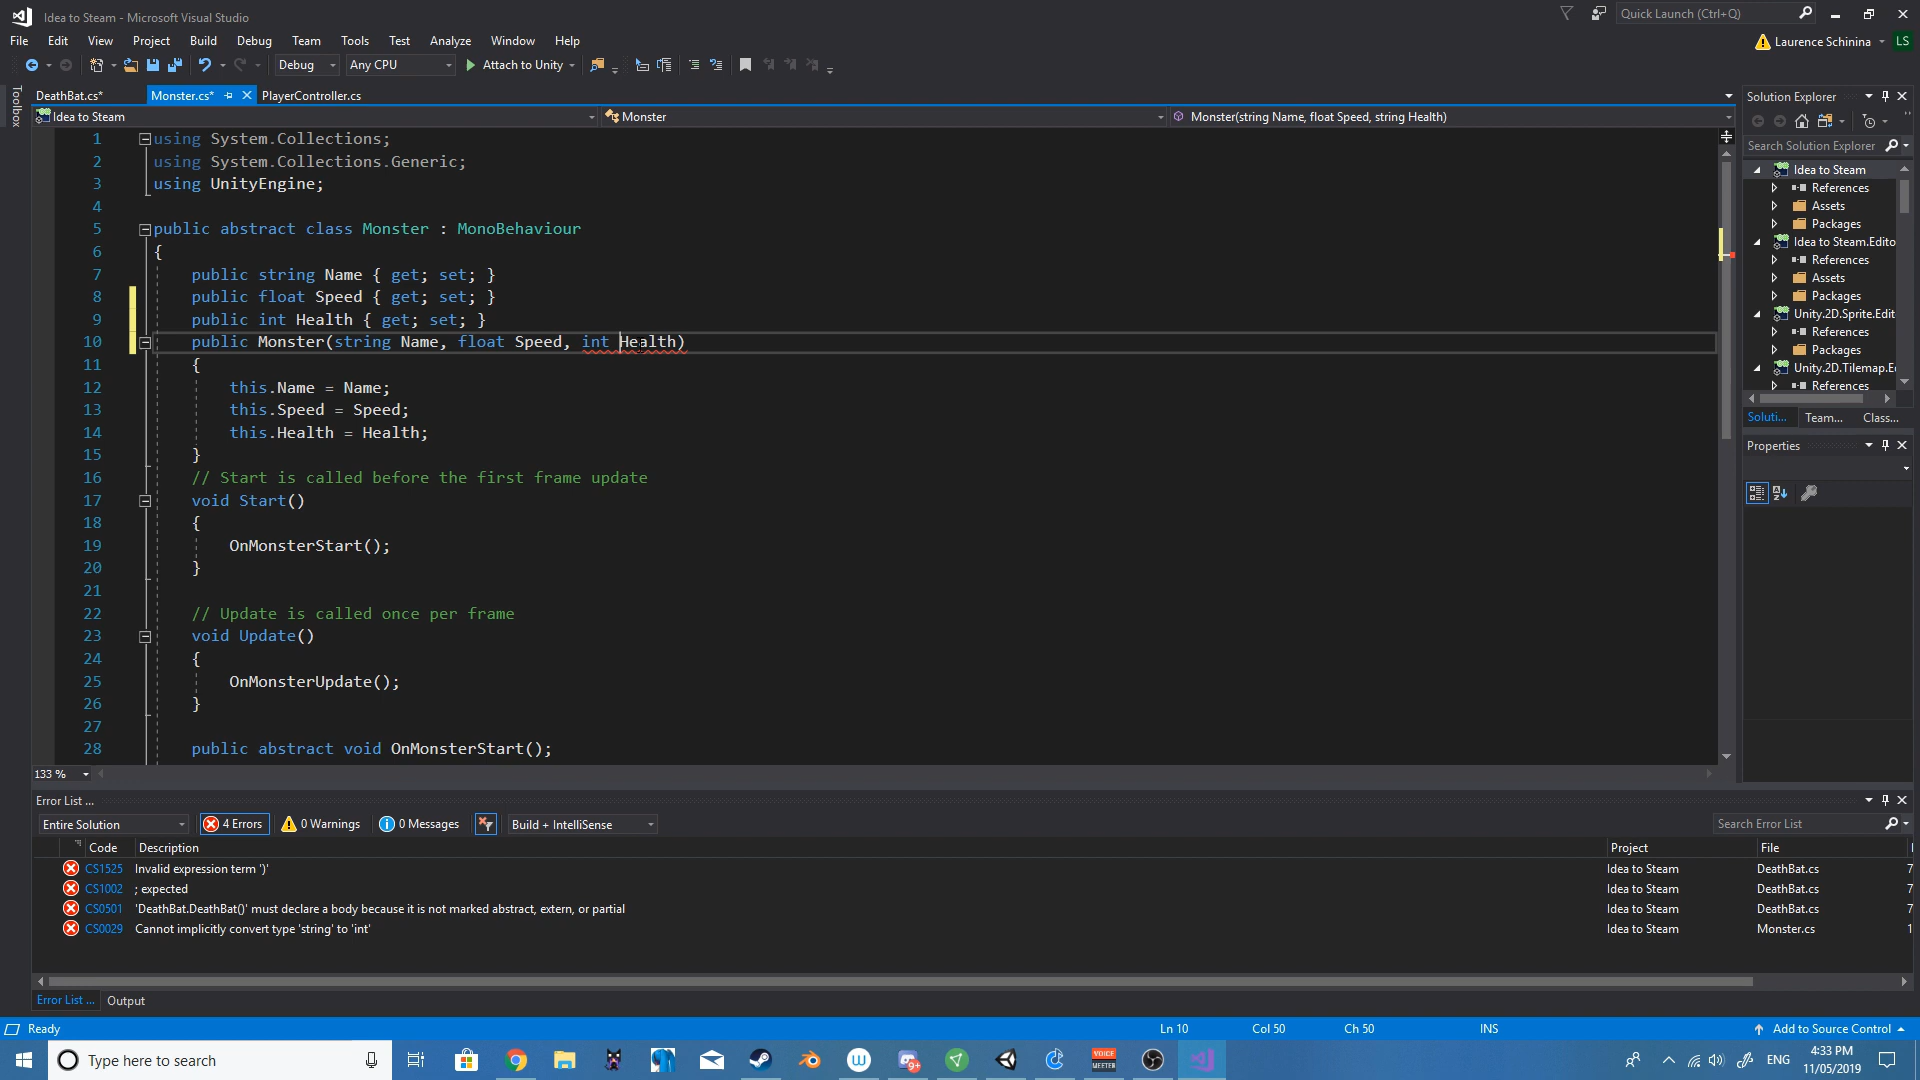 Idea to Steam - Microsoft Visual Studio
Quick Launch (Ctrl+Q)
File Edit View Project Build Debug Team Tools Test Analyze Window Help
Laurence Schinina LS
Debug Any CPU Attach to Unity
Toolbox
DeathBat.cs* Monster.cs* PlayerController.cs
Idea to Steam Monster Monster(string Name, float Speed, string Health)
1 using System.Collections;
2 using System.Collections.Generic;
3 using UnityEngine;
4
5 public abstract class Monster : MonoBehaviour
6 {
7 public string Name { get; set; }
8 public float Speed { get; set; }
9 public int Health { get; set; }
10 public Monster(string Name, float Speed, int Health)
11 {
12 this.Name = Name;
13 this.Speed = Speed;
14 this.Health = Health;
15 }
16 // Start is called before the first frame update
17 void Start()
18 {
19 OnMonsterStart();
20 }
21
22 // Update is called once per frame
23 void Update()
24 {
25 OnMonsterUpdate();
26 }
27
28 public abstract void OnMonsterStart();
133 %
Solution Explorer
Search Solution Explorer
Idea to Steam
References
Assets
Packages
Idea to Steam.Edito
References
Assets
Packages
Unity.2D.Sprite.Edit
References
Packages
Unity.2D.Tilemap.E
References
Soluti... Team... Class...
Properties
Error List ...
Entire Solution 4 Errors 0 Warnings 0 Messages Build + IntelliSense Search Error List
Code Description Project File
CS1525 Invalid expression term ')' Idea to Steam DeathBat.cs 7
CS1002 ; expected Idea to Steam DeathBat.cs 7
CS0501 'DeathBat.DeathBat()' must declare a body because it is not marked abstract, extern, or partial Idea to Steam DeathBat.cs 7
CS0029 Cannot implicitly convert type 'string' to 'int' Idea to Steam Monster.cs 1
Error List ... Output
Ready Ln 10 Col 50 Ch 50 INS Add to Source Control
Type here to search
9+
VOICE MEETER
ENG
4:33 PM
11/05/2019